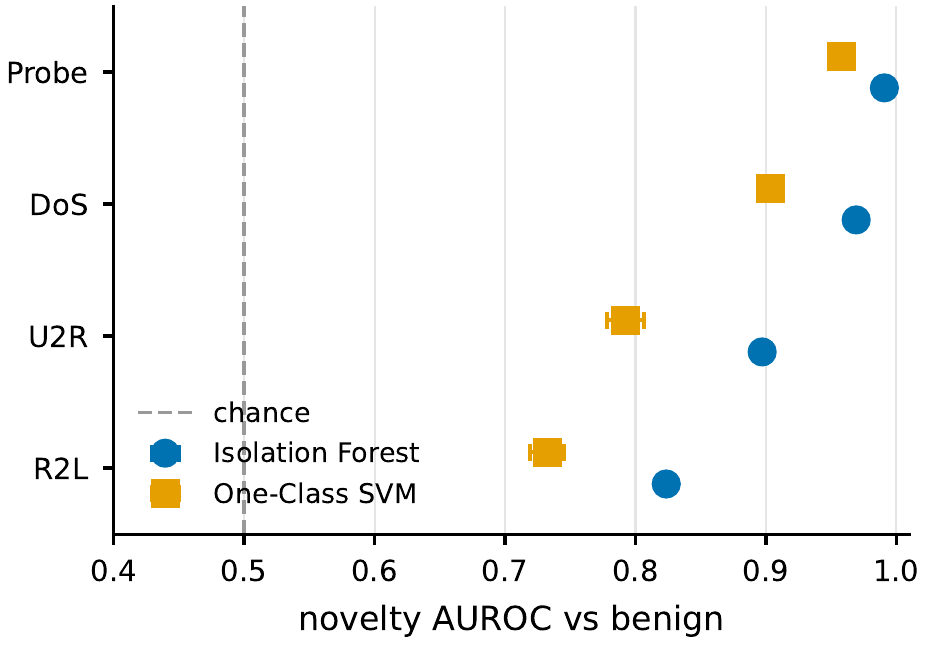 Probe
DoS
U2R
R2L
chance
Isolation Forest
One-Class SVM
0.4 0.5 0.6 0.7 0.8 0.9 1.0
novelty AUROC vs benign